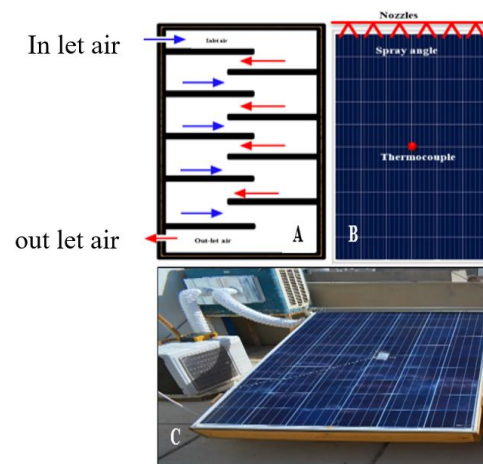 Nozzles
In let air
Inlet air
Spray angle
Thermocouple
out let air
Out-let air
A
B
C